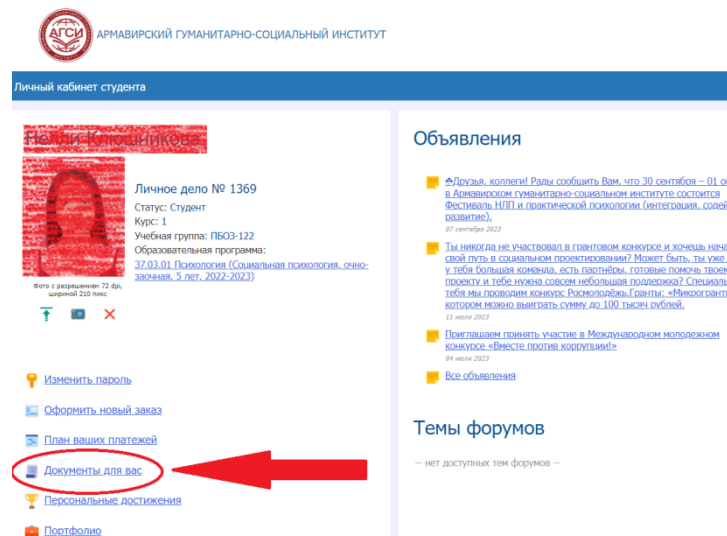 АГСИ
АРМАВИРСКИЙ ГУМАНИТАРНО-СОЦИАЛЬНЫЙ ИНСТИТУТ
Личный кабинет студента
Личное дело № 1369
Статус: Студент
Курс: 1
Учебная группа: ПБОЗ-122
Образовательная программа:
37.03.01 Психология (Социальная психология, очно-
заочная, 5 лет, 2022-2023)
Фото с разрешением 72 dpi,
шириной 210 пикс
Изменить пароль
Оформить новый заказ
План ваших платежей
Документы для вас
Персональные достижения
Портфолио
Объявления
Друзья, коллеги! Рады сообщить Вам, что 30 сентября – 01
в Армавирском гуманитарно-социальном институте состоится
Фестиваль НЛП и практической психологии (интеграция,
развитие).
07 сентября 2023
Ты никогда не участвовал в грантовом конкурсе и хочешь
свой путь в социальном проектировании? Может быть, ты уже
у тебя большая команда, есть партнёры, готовые помочь
проекту и тебе нужна совсем небольшая поддержка?
тебя мы проводим конкурс Росмолодёжь.Гранты:
котором можно выиграть сумму до 100 тысяч рублей.
11 июля 2023
Приглашаем принять участие в Международном молодежном
конкурсе «Вместе против коррупции!»
04 июля 2023
Все объявления
Темы форумов
-- нет доступных тем форумов --